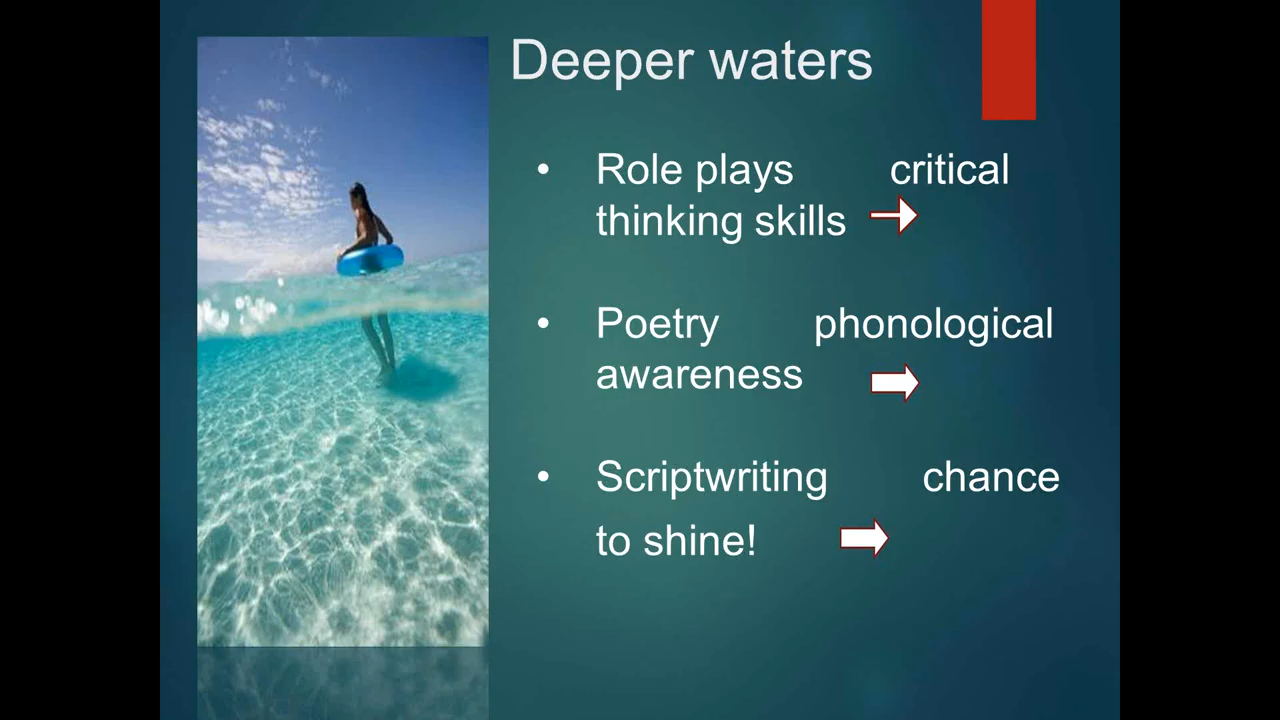 Deeper waters
• Role plays critical
thinking skills
• Poetry phonological
awareness
• Scriptwriting chance
to shine!